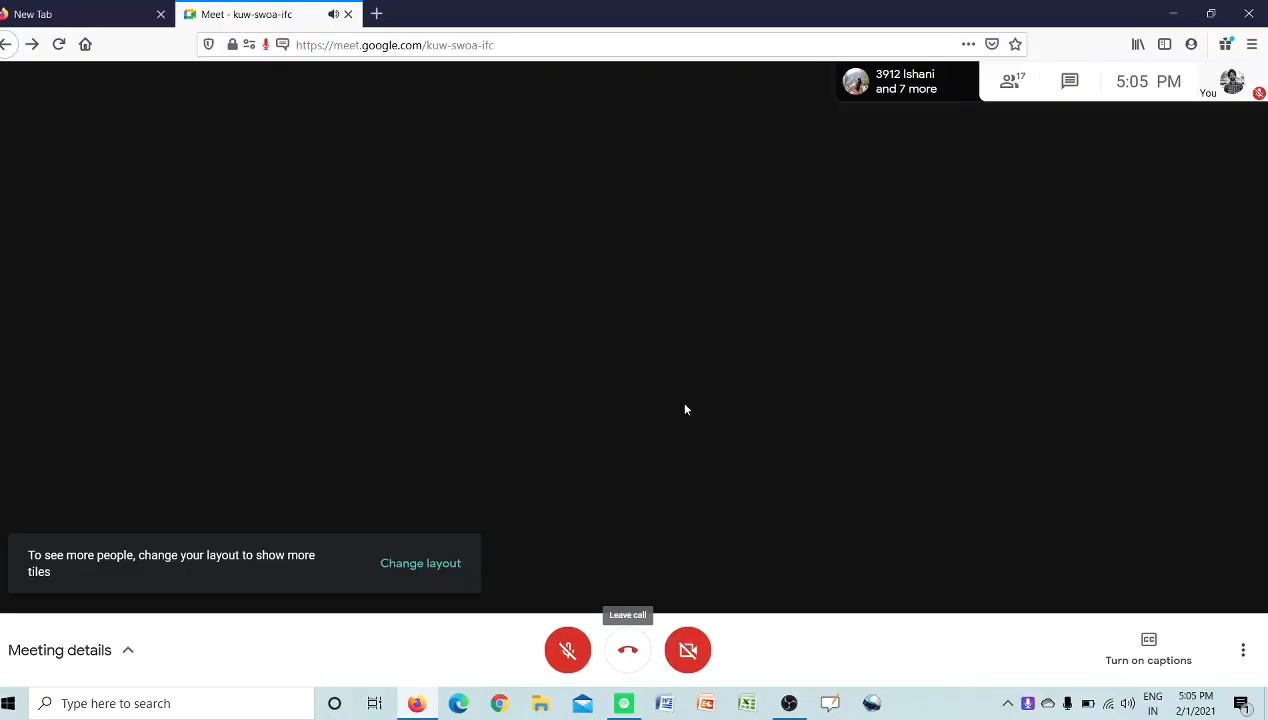 New Tab
Meet - kuw-swoa-ifc
https://meet.google.com/kuw-swoa-ifc
3912 Ishani
and 7 more
17
5:05 PM
You
To see more people, change your layout to show more
tiles
Change layout
Leave call
Meeting details
CC
Turn on captions
Type here to search
ENG
IN
5:05 PM
2/1/2021
1